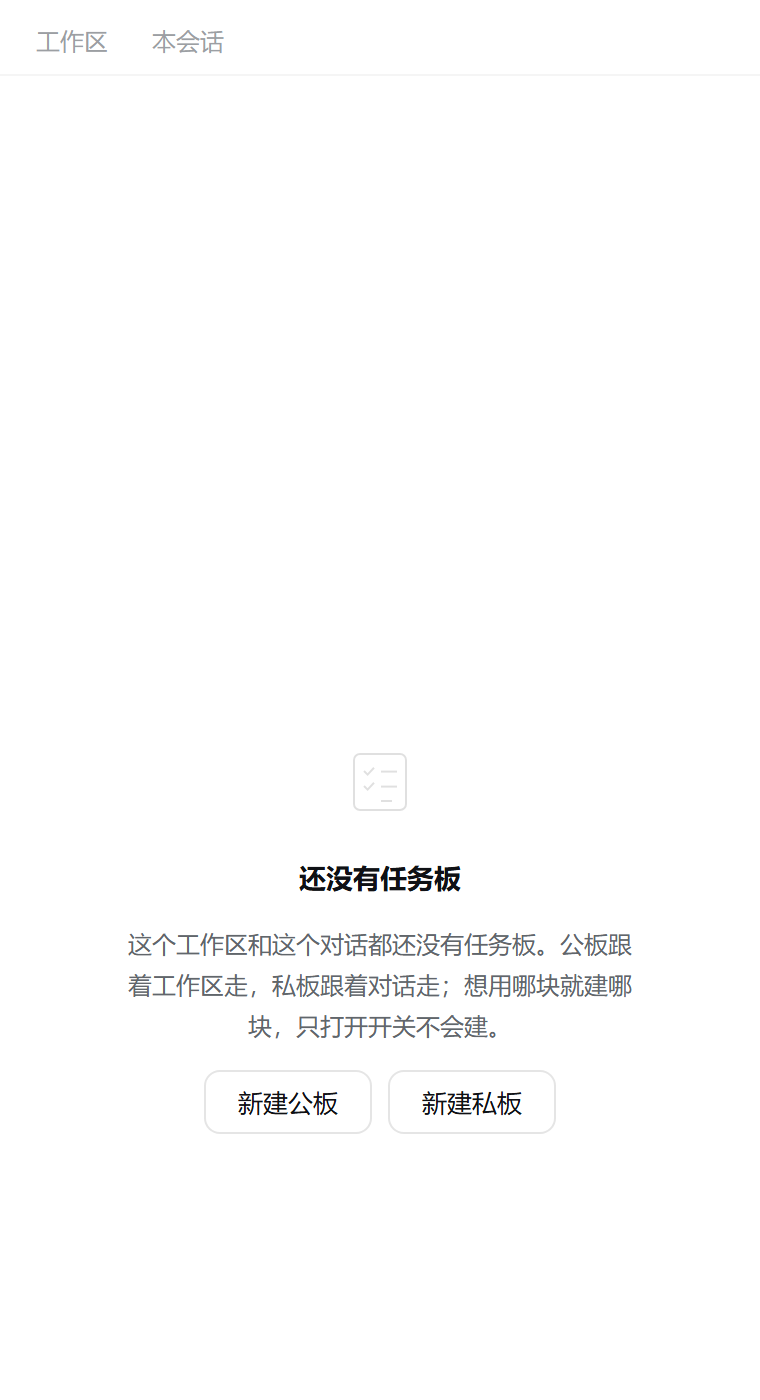 工作区 本会话
还没有任务板
这个工作区和这个对话都还没有任务板。公板跟
着工作区走，私板跟着对话走；想用哪块就建哪
块，只打开开关不会建。
新建公板 新建私板